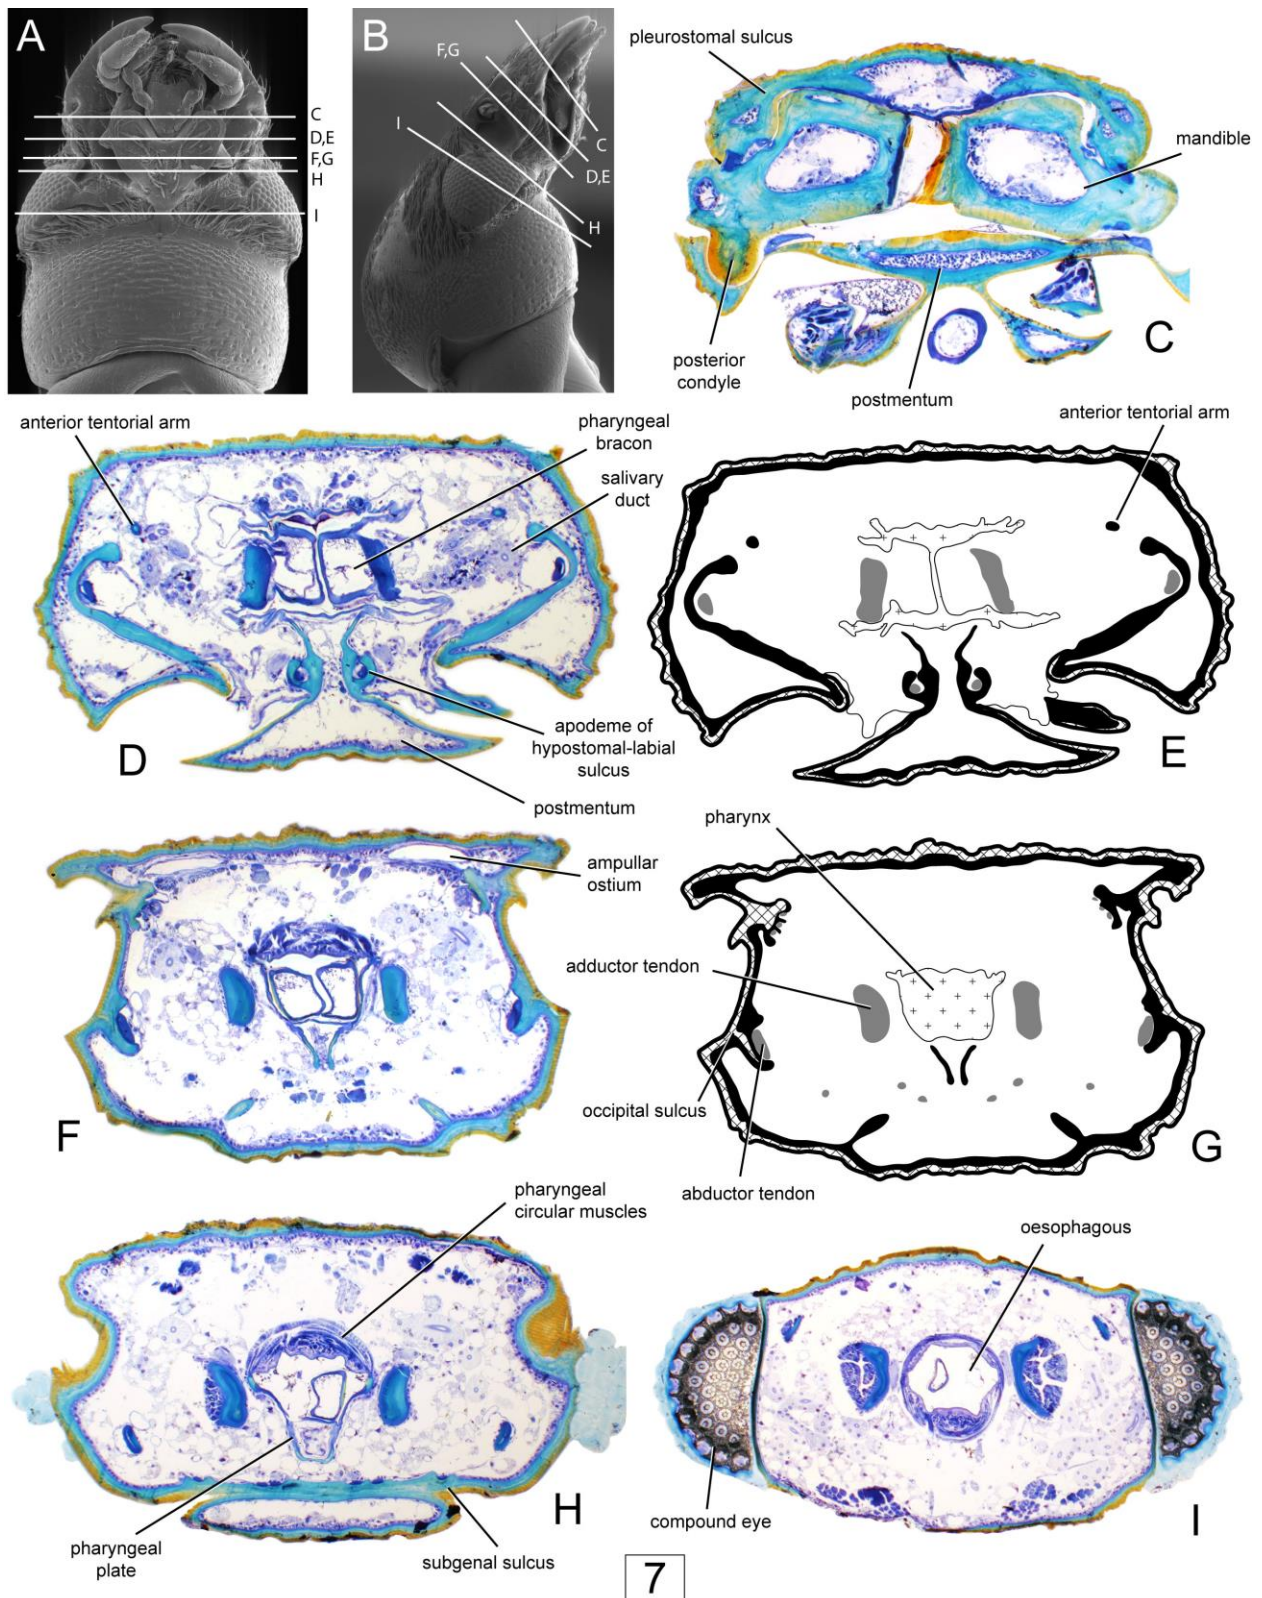 A
C
D,E
F,G
H
I
B
F,G
I
C
D,E
H
pleurostomal sulcus
mandible
posterior
condyle
postmentum
C
anterior tentorial arm
pharyngeal
bracon
salivary
duct
apodeme of
hypostomal-labial
sulcus
postmentum
D
anterior tentorial arm
E
ampullar
ostium
F
pharynx
adductor tendon
occipital sulcus
abductor tendon
G
pharyngeal
circular muscles
pharyngeal
plate
subgenal sulcus
H
oesophagous
compound eye
I
7